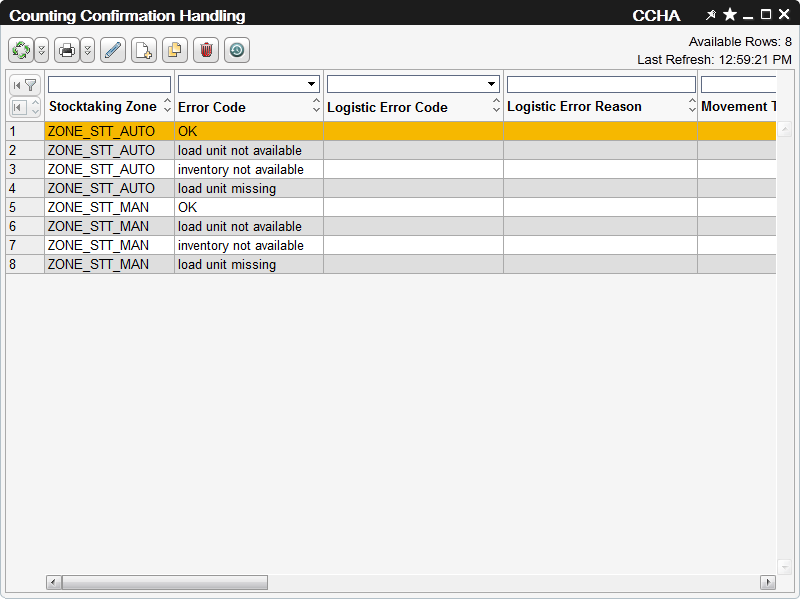 Counting Confirmation Handling CCHA
Available Rows: 8
Last Refresh: 12:59:21 PM
Stocktaking Zone Error Code Logistic Error Code Logistic Error Reason Movement T
1 ZONE_STT_AUTO OK
2 ZONE_STT_AUTO load unit not available
3 ZONE_STT_AUTO inventory not available
4 ZONE_STT_AUTO load unit missing
5 ZONE_STT_MAN OK
6 ZONE_STT_MAN load unit not available
7 ZONE_STT_MAN inventory not available
8 ZONE_STT_MAN load unit missing